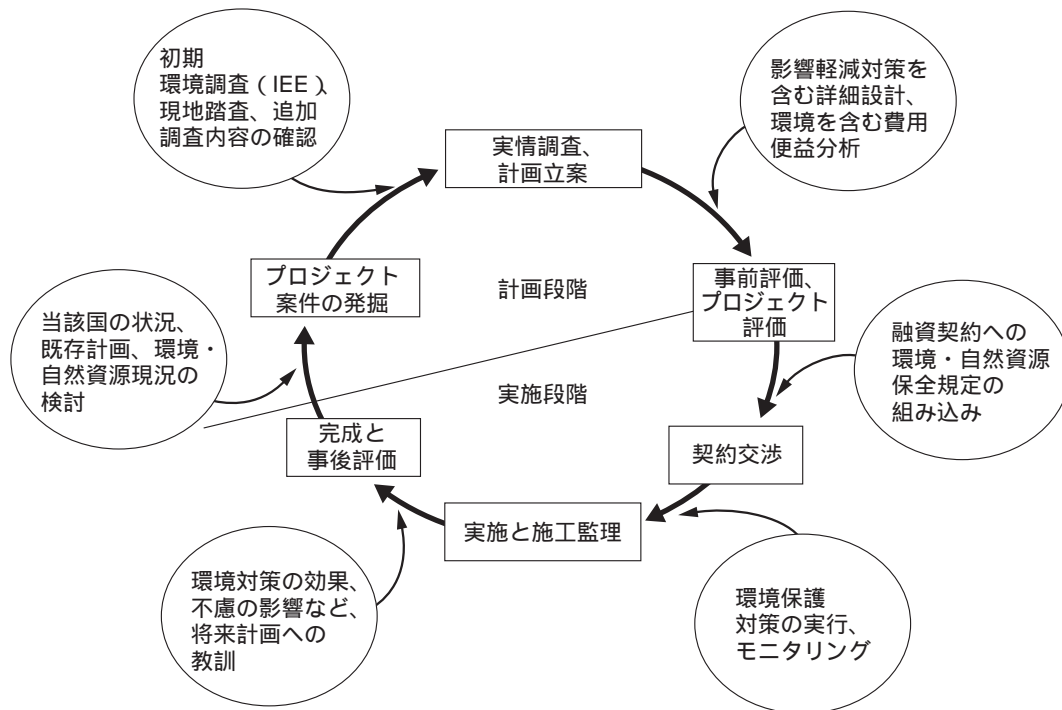 初期
環境調査(IEE)、
現地踏査、追加
調査内容の確認
影響軽減対策を
含む詳細設計、
環境を含む費用
便益分析
実情調査、
計画立案
プロジェクト
案件の発掘
計画段階
事前評価、
プロジェクト
評価
当該国の状況、
既存計画、環境・
自然資源現況の
検討
融資契約への
環境・自然資源
保全規定の
組み込み
実施段階
完成と
事後評価
契約交渉
実施と施工監理
環境対策の効果、
不慮の影響など、
将来計画への
教訓
環境保護
対策の実行、
モニタリング